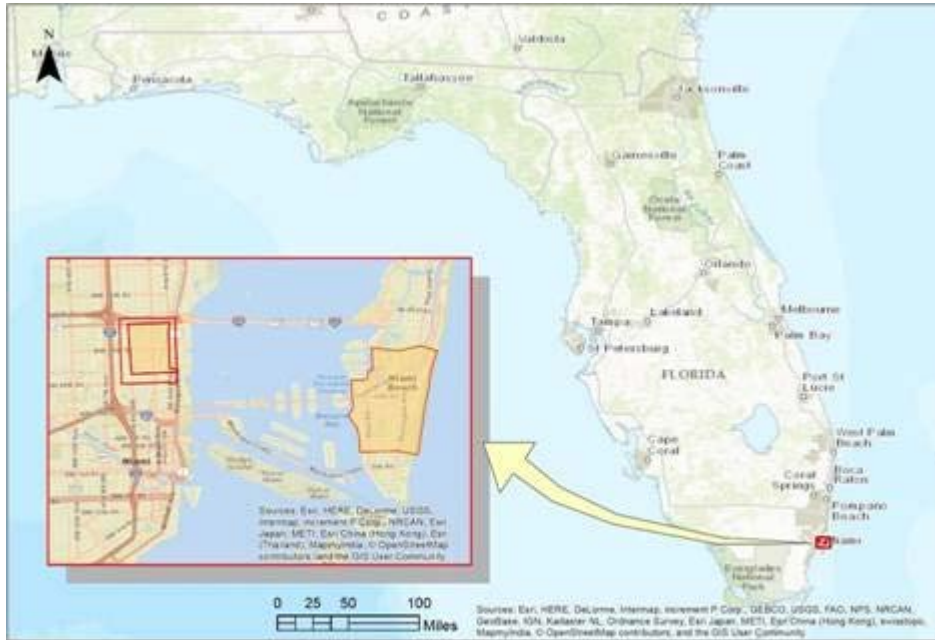 COAS
N
Valdosta
Pensacola
Tallahassee
Jacksonville
Apalachicola
National
Forest
Gainesville
Palm
Coast
Ocala
National
Forest
Orlando
Melbourne
Tampa
Lakeland
Palm Bay
St Petersburg
FLORIDA
Port St
Lucie
Miami
Beach
Cape
Coral
West Palm
Beach
Boca
Raton
Coral
Springs
Pompano
Beach
Miami
Miami
Everglades
National
Park
Sources: Esri, HERE, DeLorme, USGS,
Intermap, increment P Corp., NRCAN, Esri
Japan, METI, Esri China (Hong Kong), Esri
(Thailand), MapmyIndia, © OpenStreetMap
contributors, and the GIS User Community
0 25 50 100
Miles
Sources: Esri, HERE, DeLorme, Intermap, increment P Corp., GEBCO, USGS, FAO, NPS, NRCAN,
GeoBase, IGN, Kadaster NL, Ordnance Survey, Esri Japan, METI, Esri China (Hong Kong), swisstopo,
MapmyIndia, © OpenStreetMap contributors, and the GIS User Community